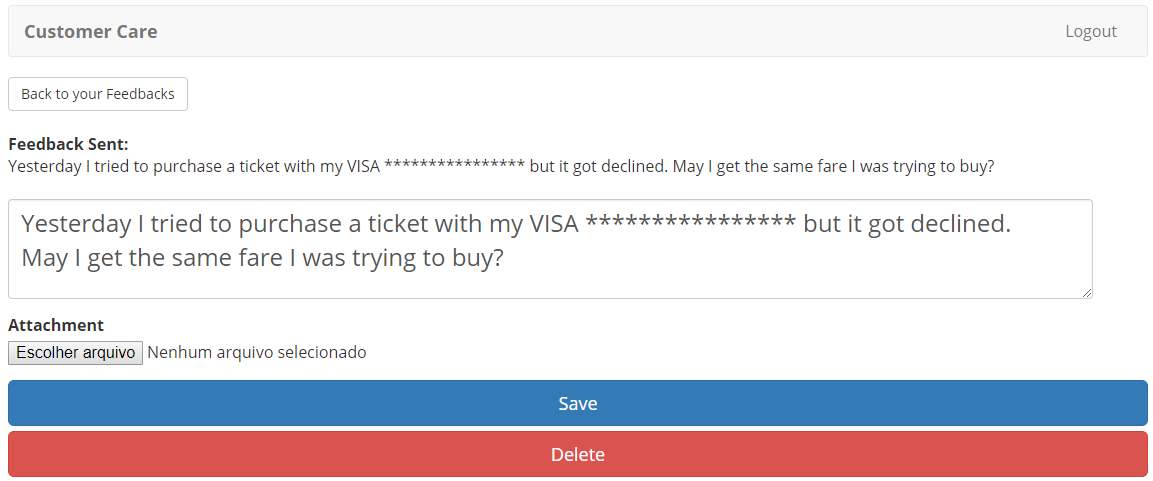 Customer Care
Logout
Back to your Feedbacks
Feedback Sent:
Yesterday I tried to purchase a ticket with my VISA **************** but it got declined. May I get the same fare I was trying to buy?
Yesterday I tried to purchase a ticket with my VISA **************** but it got declined.
May I get the same fare I was trying to buy?
Attachment
Escolher arquivo Nenhum arquivo selecionado
Save
Delete